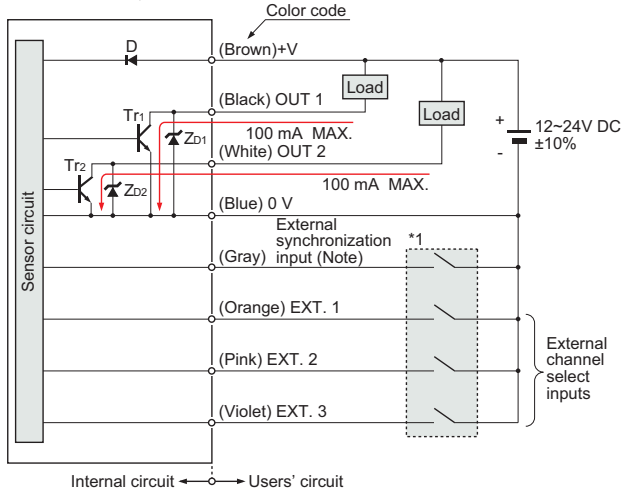 Color code
D
(Brown)+V
Load
(Black) OUT 1
Load
Tr1
ZD1
100 mA MAX.
+
12~24V DC
±10%
-
(White) OUT 2
Tr2
ZD2
100 mA MAX.
(Blue) 0 V
Sensor circuit
External
synchronization
input (Note)
*1
(Gray)
(Orange) EXT. 1
(Pink) EXT. 2
External
channel
select
inputs
(Violet) EXT. 3
Internal circuit
Users' circuit